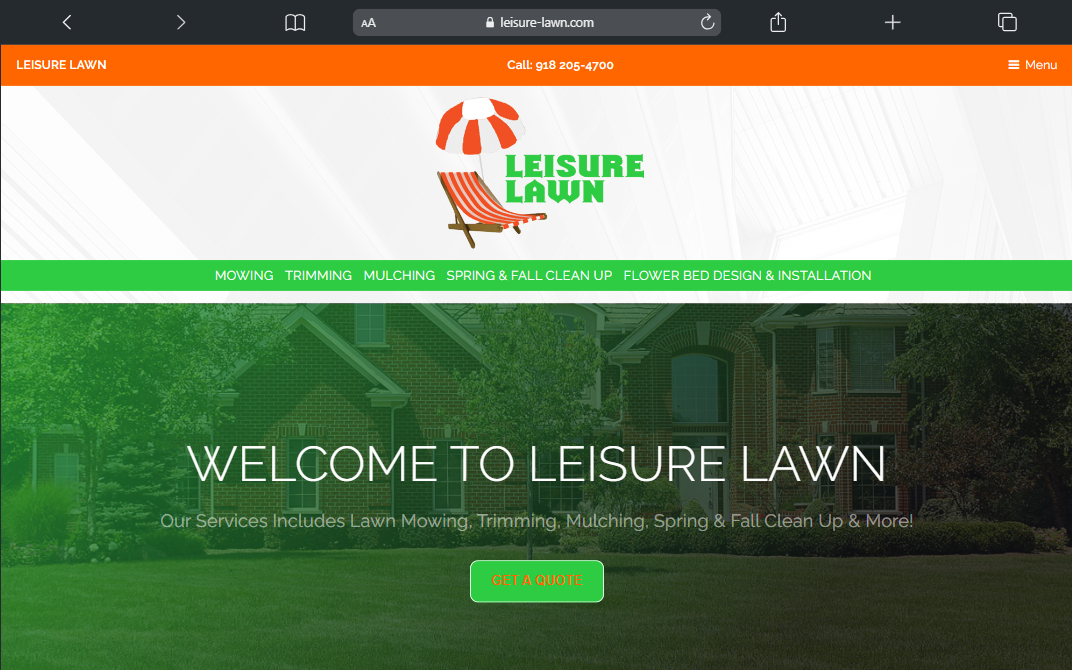 AA leisure-lawn.com
LEISURE LAWN Call: 918 205-4700 Menu
LEISURE
LAWN
MOWING TRIMMING MULCHING SPRING & FALL CLEAN UP FLOWER BED DESIGN & INSTALLATION
WELCOME TO LEISURE LAWN
Our Services Includes Lawn Mowing, Trimming, Mulching, Spring & Fall Clean Up & More!
GET A QUOTE